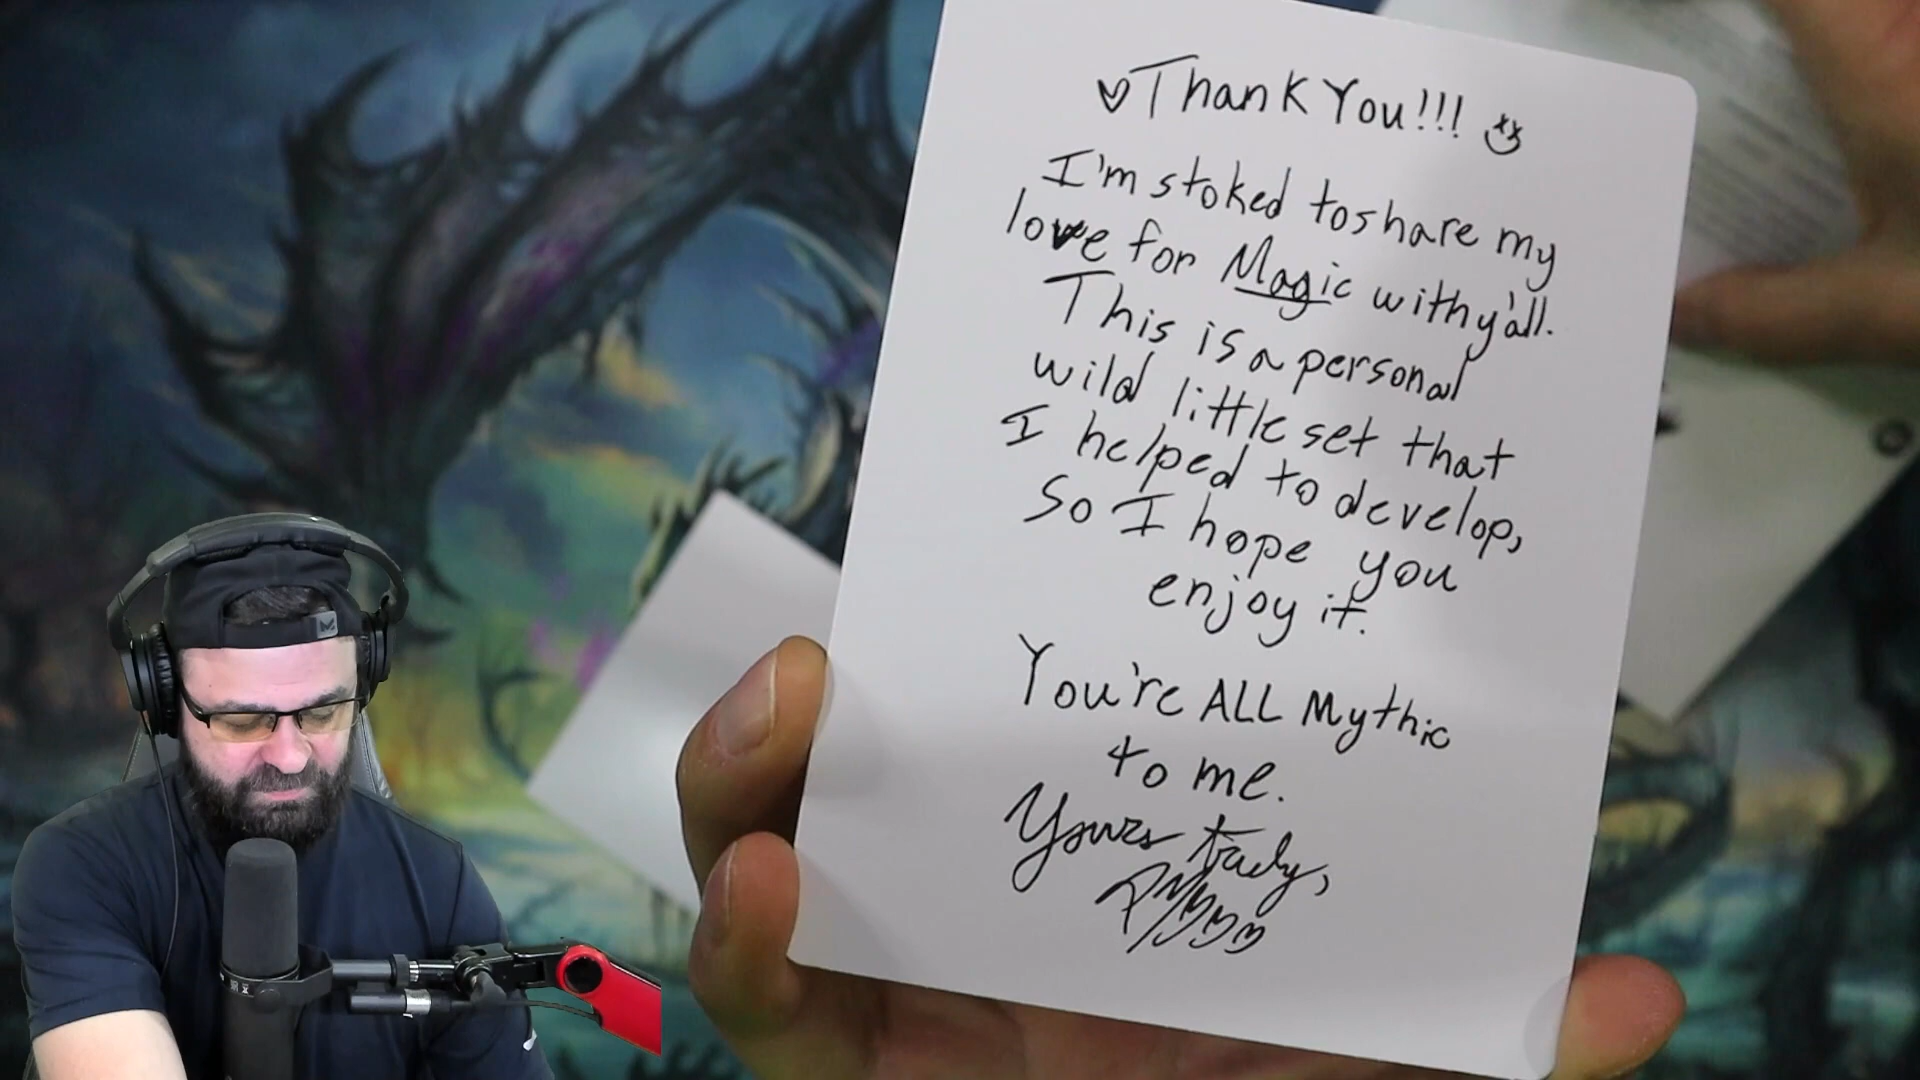 Thank You!!!
I'm stoked to share my
love for Magic with y'all.
This is a personal
wild little set that
I helped to develop,
So I hope you
enjoy it.
You're ALL Mythic
to me.
Yours truly,